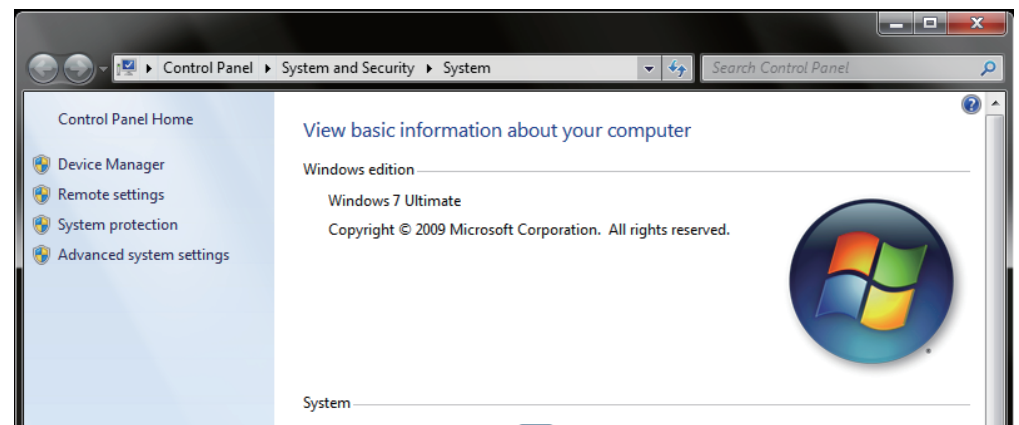 Control Panel System and Security System
Search Control Panel
Control Panel Home
Device Manager
Remote settings
System protection
Advanced system settings
View basic information about your computer
Windows edition
Windows 7 Ultimate
Copyright © 2009 Microsoft Corporation. All rights reserved.
System